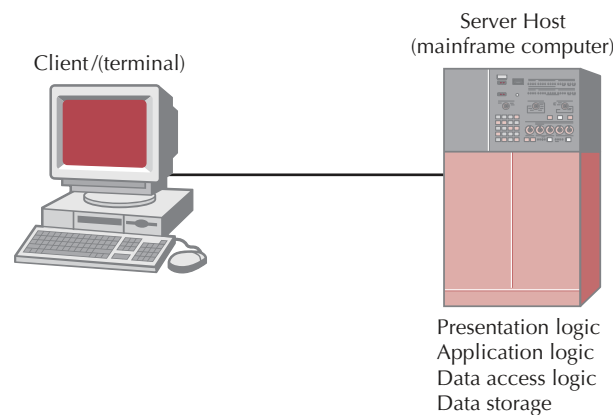 Server Host
(mainframe computer)
Client/(terminal)
Presentation logic
Application logic
Data access logic
Data storage